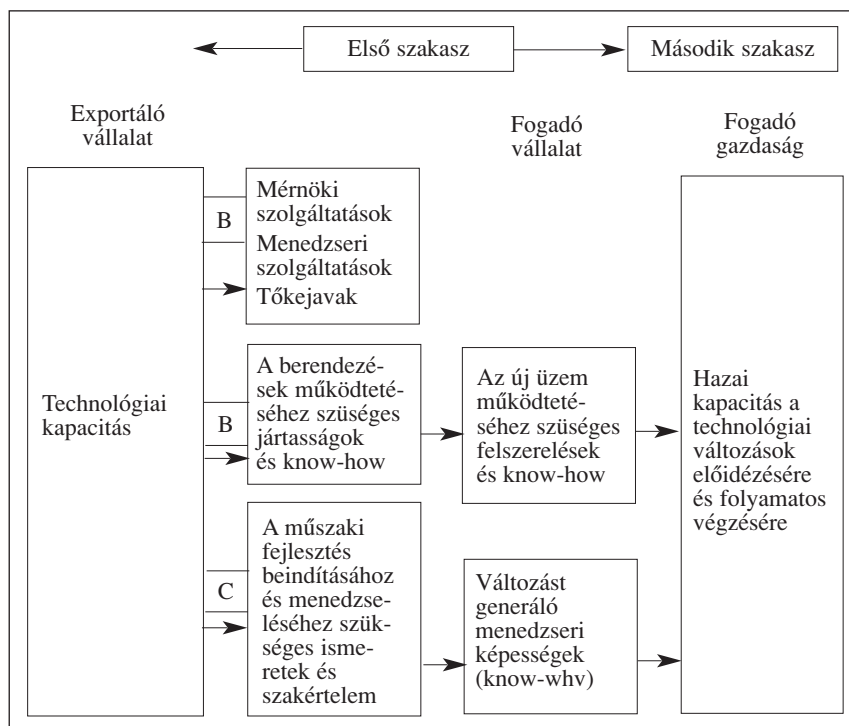 Első szakasz
Második szakasz
Exportáló
vállalat
Fogadó
vállalat
Fogadó
gazdaság
Technológiai
kapacitás
B
Mérnöki
szolgáltatások
Menedzseri
szolgáltatások
Tőkejavak
B
A berendezé-
sek működteté-
séhez szüséges
jártasságok
és know-how
Az új üzem
működteté-
séhez szüséges
felszerelések
és know-how
Hazai
kapacitás a
technológiai
változások
előidézésére
és folyamatos
végzésére
C
A műszaki
fejlesztés
beindításához
és menedzse-
léséhez szük-
séges isme-
retek és
szakértelem
Változást
generáló
menedzseri
képességek
(know-whv)